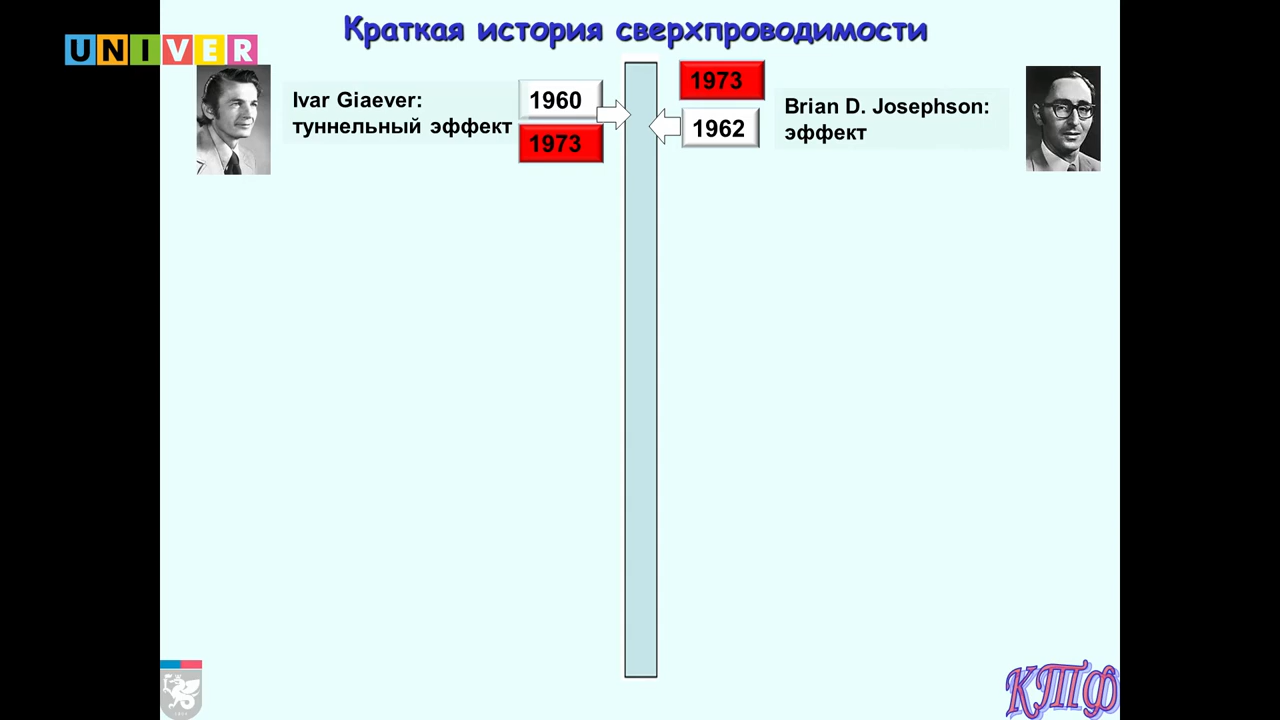 Краткая история сверхпроводимости
UNIVER
Ivar Giaever:
туннельный эффект
1960
1973
1973
1962
Brian D. Josephson:
эффект
КТФ